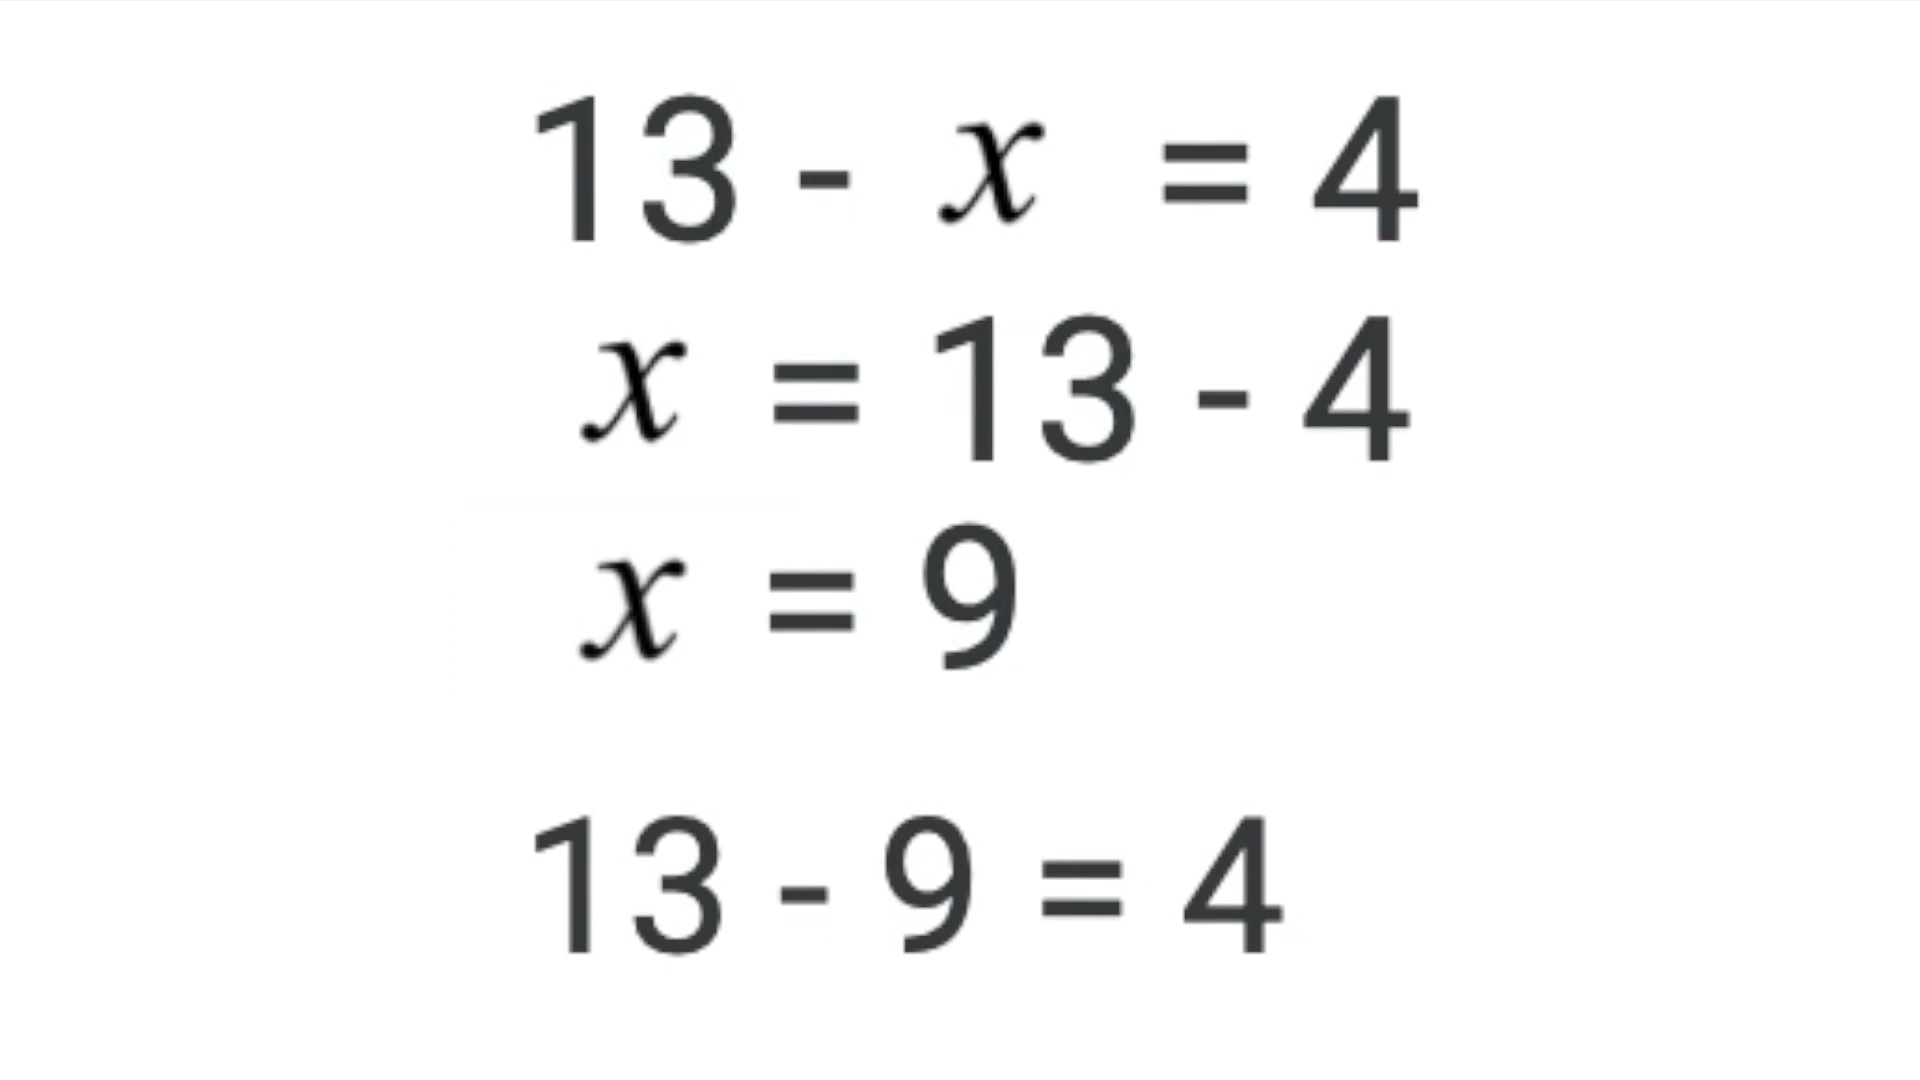 13 - x = 4
x = 13 - 4
x = 9
13 - 9 = 4